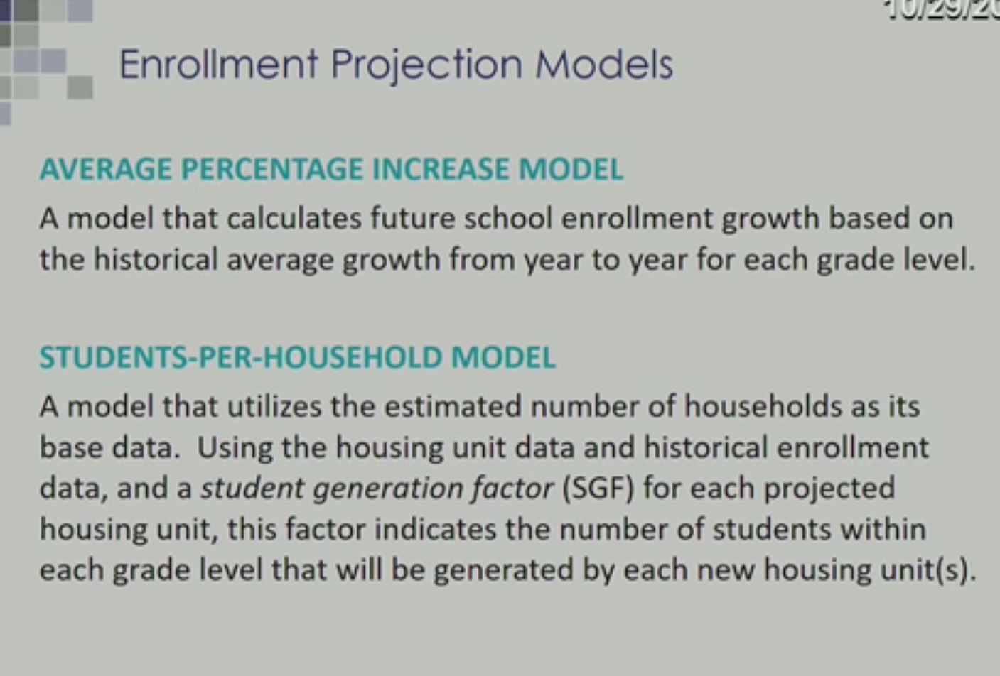 Enrollment Projection Models
AVERAGE PERCENTAGE INCREASE MODEL
A model that calculates future school enrollment growth based on
the historical average growth from year to year for each grade level.
STUDENTS-PER-HOUSEHOLD MODEL
A model that utilizes the estimated number of households as its
base data.  Using the housing unit data and historical enrollment
data, and a student generation factor (SGF) for each projected
housing unit, this factor indicates the number of students within
each grade level that will be generated by each new housing unit(s).